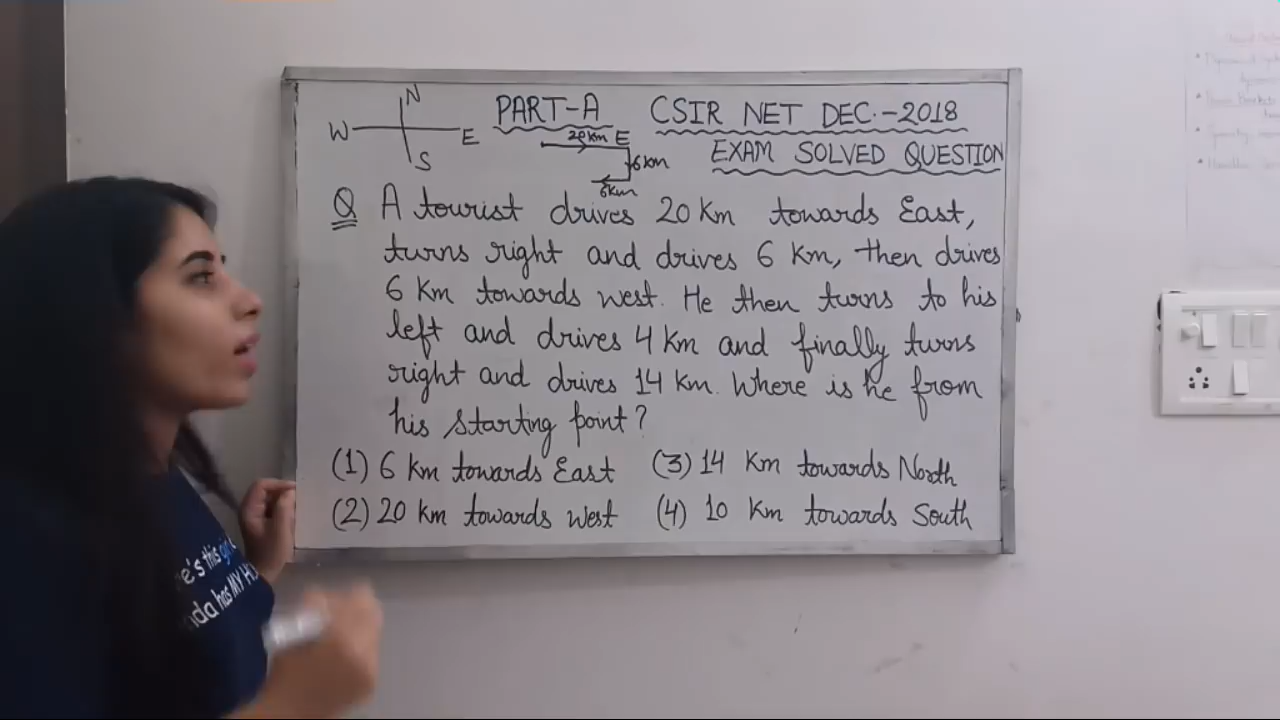 N
W E
S
PART-A CSIR NET DEC.-2018
EXAM SOLVED QUESTION
20km E
6km
6km
Q A tourist drives 20 Km towards East,
turns right and drives 6 Km, then drives
6 Km towards west. He then turns to his
left and drives 4 Km and finally turns
right and drives 14 Km. Where is he from
his starting point?
(1) 6 Km towards East (3) 14 Km towards North
(2) 20 Km towards West (4) 10 Km towards South